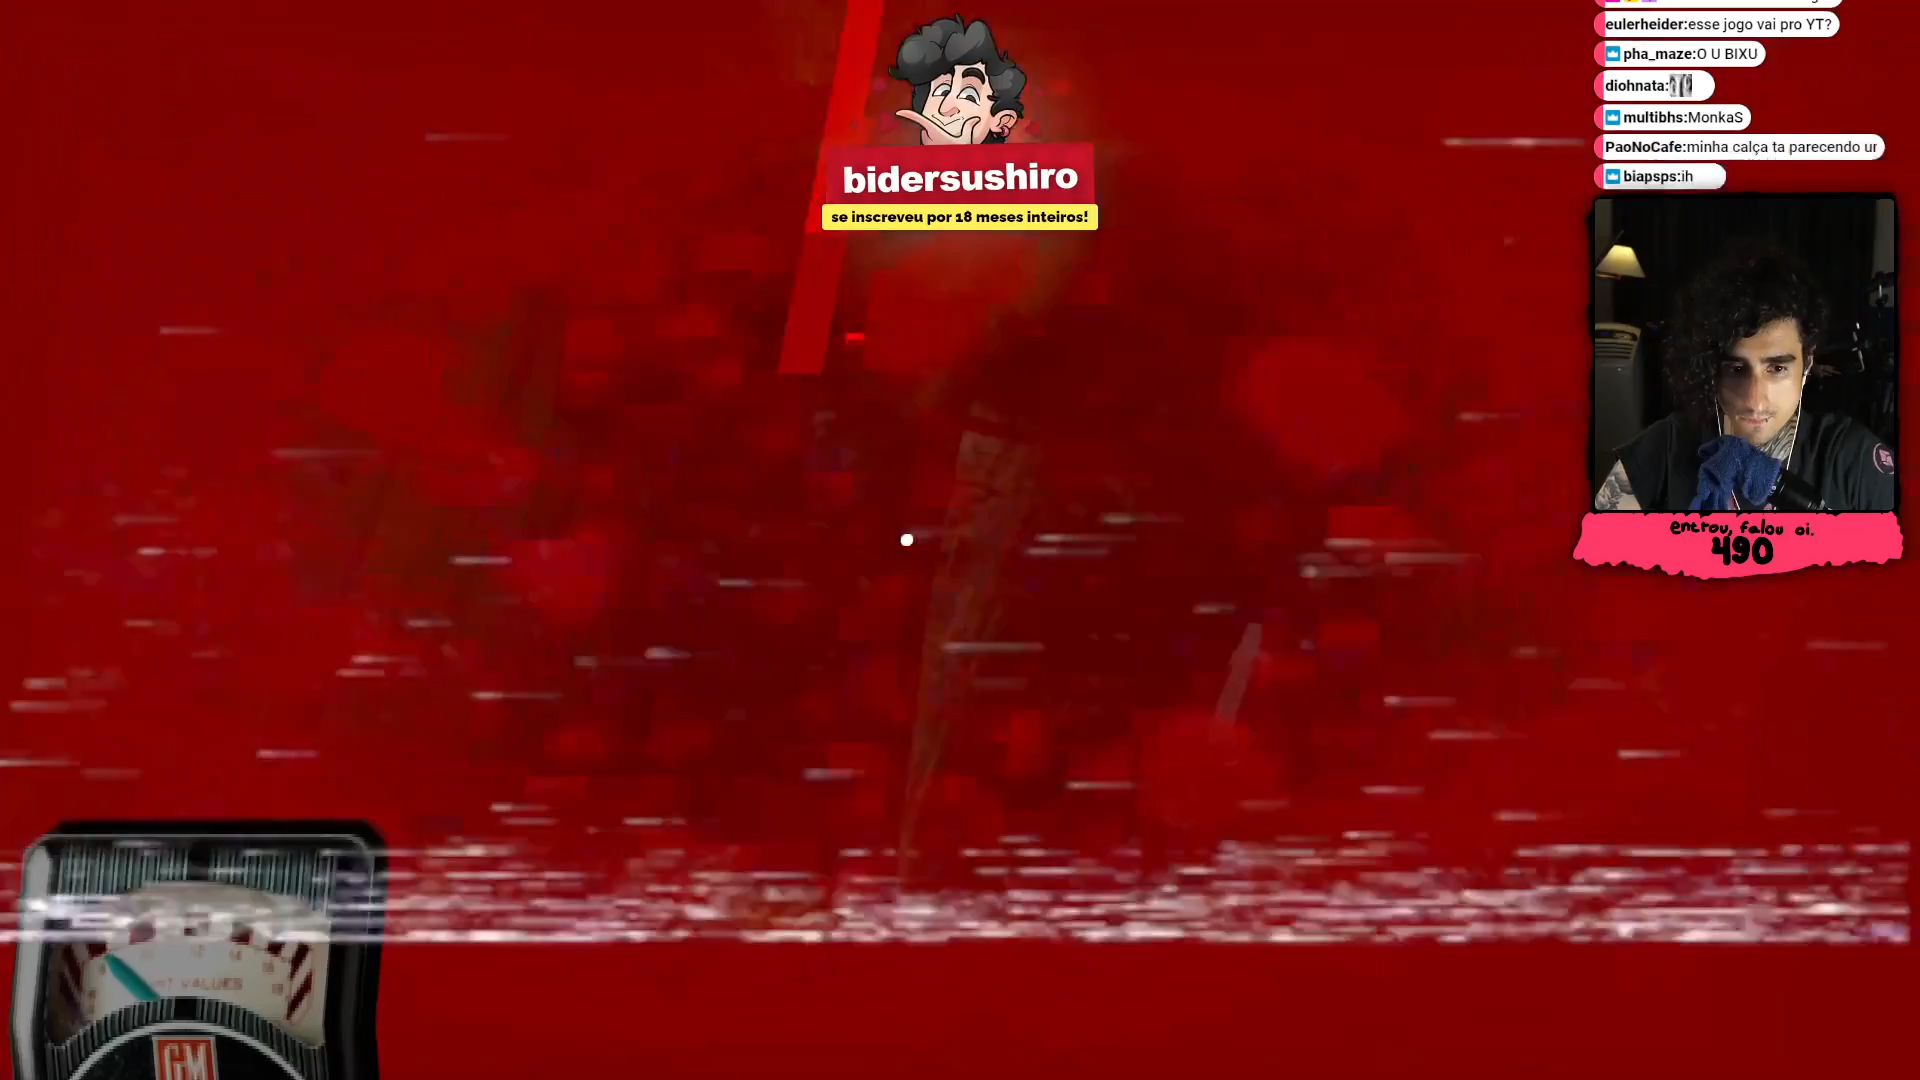 eulerheider:esse jogo vai pro YT?
pha_maze:O U BIXU
diohnata:
multibhs:MonkaS
PaoNoCafe:minha calça ta parecendo ur
biapsps:ih
bidersushiro
se inscreveu por 18 meses inteiros!
entrou, falou oi.
490
VALUES
GM